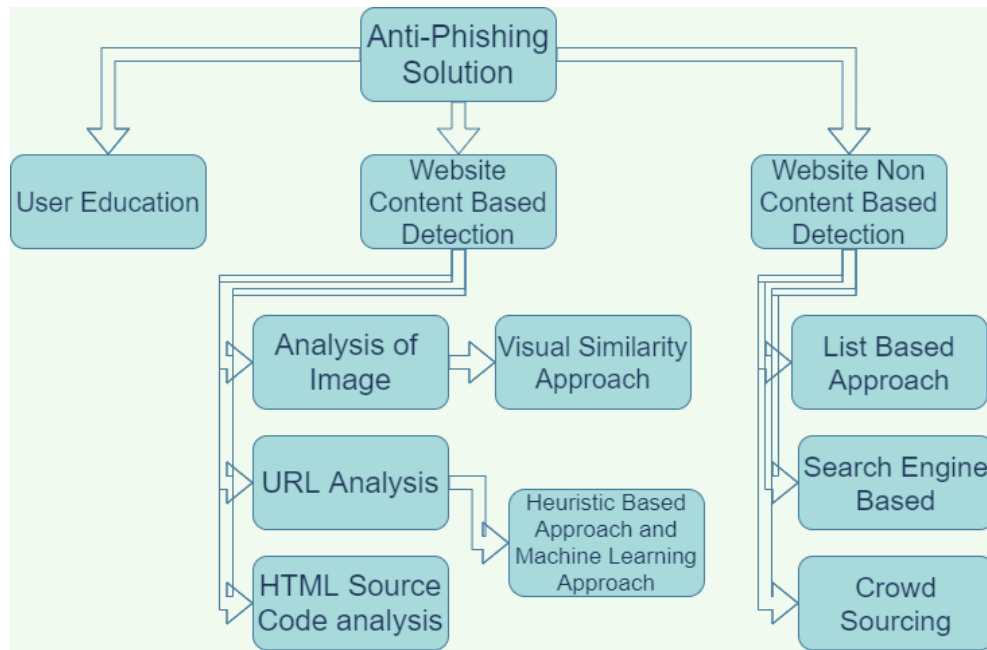 Anti-Phishing
Solution
User Education
Website
Content Based
Detection
Website Non
Content Based
Detection
Analysis of
Image
Visual Similarity
Approach
List Based
Approach
URL Analysis
Search Engine
Based
Heuristic Based
Approach and
Machine Learning
Approach
HTML Source
Code analysis
Crowd
Sourcing